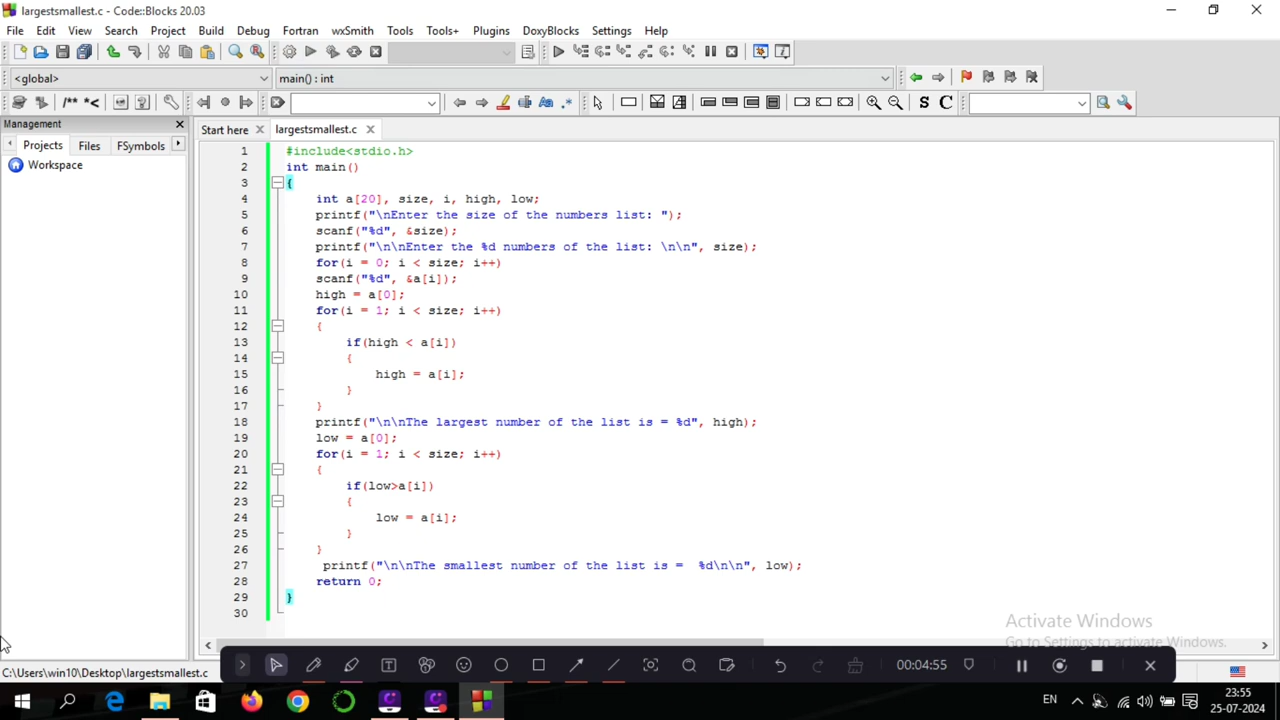 largestsmallest.c - Code::Blocks 20.03
File Edit View Search Project Build Debug Fortran wxSmith Tools Tools+ Plugins DoxyBlocks Settings Help
<global> main() : int
/** *< Aa .* S C
Management
Projects Files FSymbols
Workspace
Start here largestsmallest.c
1 #include<stdio.h>
2 int main()
3 {
4 int a[20], size, i, high, low;
5 printf("\nEnter the size of the numbers list: ");
6 scanf("%d", &size);
7 printf("\n\nEnter the %d numbers of the list: \n\n", size);
8 for(i = 0; i < size; i++)
9 scanf("%d", &a[i]);
10 high = a[0];
11 for(i = 1; i < size; i++)
12 {
13 if(high < a[i])
14 {
15 high = a[i];
16 }
17 }
18 printf("\n\nThe largest number of the list is = %d", high);
19 low = a[0];
20 for(i = 1; i < size; i++)
21 {
22 if(low>a[i])
23 {
24 low = a[i];
25 }
26 }
27 printf("\n\nThe smallest number of the list is =  %d\n\n", low);
28 return 0;
29 }
30
Activate Windows
Go to Settings to activate Windows.
C:\Users\win10\Desktop\largestsmallest.c
00:04:55
EN
23:55
25-07-2024